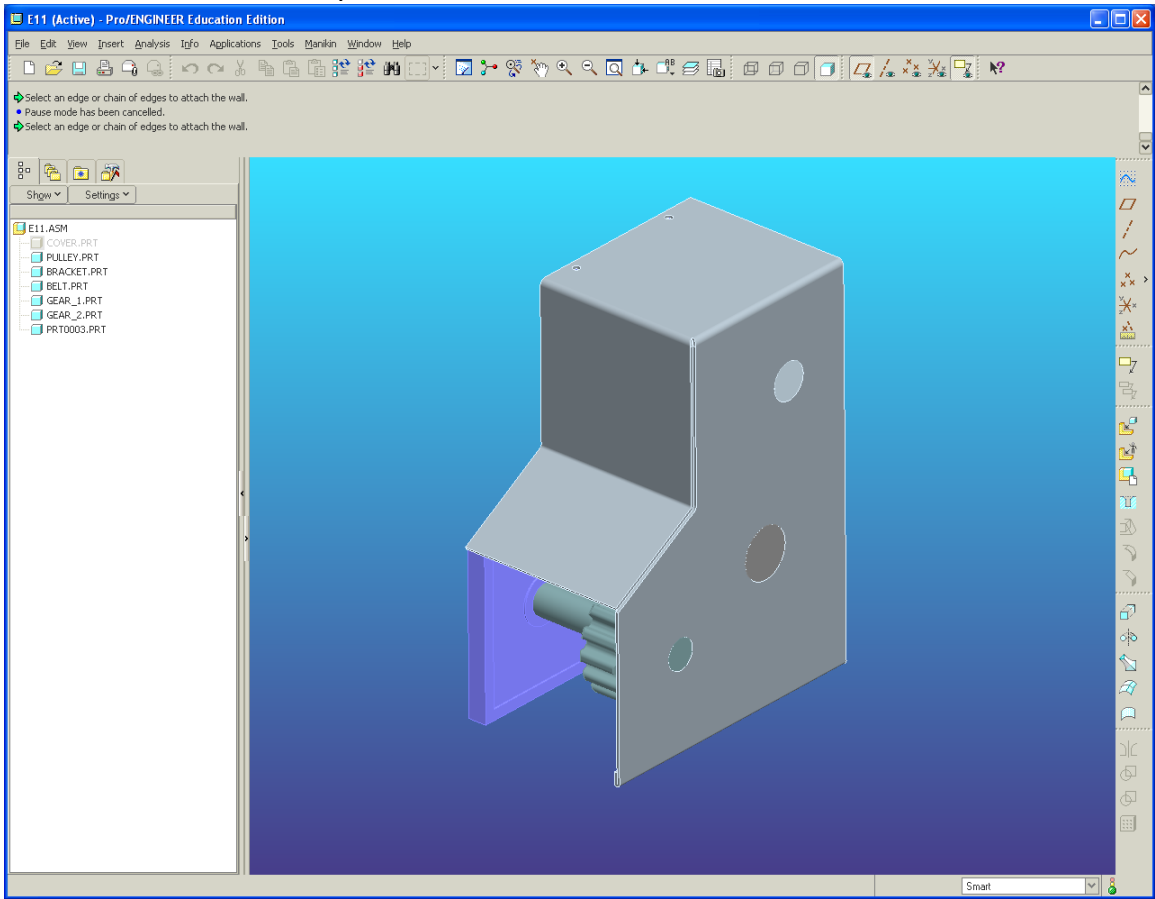 E11 (Active) - Pro/ENGINEER Education Edition
File Edit View Insert Analysis Info Applications Tools Manikin Window Help
Select an edge or chain of edges to attach the wall.
Pause mode has been cancelled.
Select an edge or chain of edges to attach the wall.
Show Settings
E11.ASM
COVER.PRT
PULLEY.PRT
BRACKET.PRT
BELT.PRT
GEAR_1.PRT
GEAR_2.PRT
PRT0003.PRT
Smart